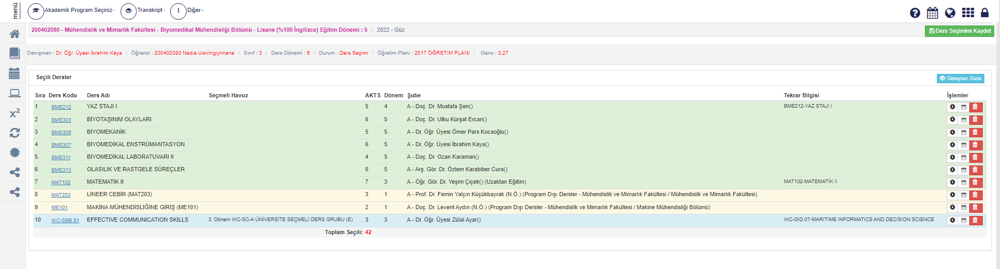 menü
Akademik Program Seçiniz - Transkript - Diğer -
200402080 - Mühendislik ve Mimarlık Fakültesi - Biyomedikal Mühendisliği Bölümü - Lisans (%100 İngilizce) Eğitim Dönemi : 5 / 2022 - Güz
Ders Seçimimi Kaydet
Danışman : Dr. Öğr. Üyesi İbrahim Kaya / Öğrenci : 200402080 Nadia Uwiringiyimana / Sınıf : 3 / Ders Dönemi : 5 / Durum : Ders Seçimi / Öğretim Planı : 2017 ÖĞRETİM PLANI / Gano : 3,27
Seçili Dersler
Detayları Gizle
Sıra Ders Kodu Ders Adı Seçmeli Havuz AKTS Dönem Şube Tekrar Bilgisi İşlemler
1 BME212 YAZ STAJI I 5 4 A - Doç. Dr. Mustafa Şen() BME212-YAZ STAJI I
2 BME303 BİYOTAŞINIM OLAYLARI 6 5 A - Doç. Dr. Utku Kürşat Ercan()
3 BME305 BİYOMEKANİK 5 5 A - Dr. Öğr. Üyesi Ömer Pars Kocaoğlu()
4 BME307 BİYOMEDİKAL ENSTRÜMANTASYON 6 5 A - Dr. Öğr. Üyesi İbrahim Kaya()
5 BME311 BİYOMEDİKAL LABORATUVARI II 4 5 A - Doç. Dr. Ozan Karaman()
6 BME313 OLASILIK VE RASTGELE SÜREÇLER 6 5 A - Arş. Gör. Dr. Özlem Karabiber Cura()
7 MAT102 MATEMATİK II 7 3 A - Öğr. Gör. Dr. Yeşim Çiçek() (Uzaktan Eğitim) MAT102-MATEMATİK II
8 MAT203 LİNEER CEBİR (MAT203) 3 1 A - Prof. Dr. Femin Yalçın Küçükbayrak (N.Ö.) (Program Dışı Dersler - Mühendislik ve Mimarlık Fakültesi / Mühendislik ve Mimarlık Fakültesi)
9 ME101 MAKİNA MÜHENDİSLİĞİNE GİRİŞ (ME101) 2 1 A - Doç. Dr. Levent Aydın (N.Ö.) (Program Dışı Dersler - Mühendislik ve Mimarlık Fakültesi / Makine Mühendisliği Bölümü)
10 IKC-SBB.51 EFFECTIVE COMMUNICATION SKILLS 3. Dönem IKC-SC-A ÜNİVERSİTE SEÇMELİ DERS GRUBU (E) 3 3 A - Dr. Öğr. Üyesi Zülal Ayar() IKC-GID.07-MARITIME INFORMATICS AND DECISION SCIENCE
Toplam Seçili: 42